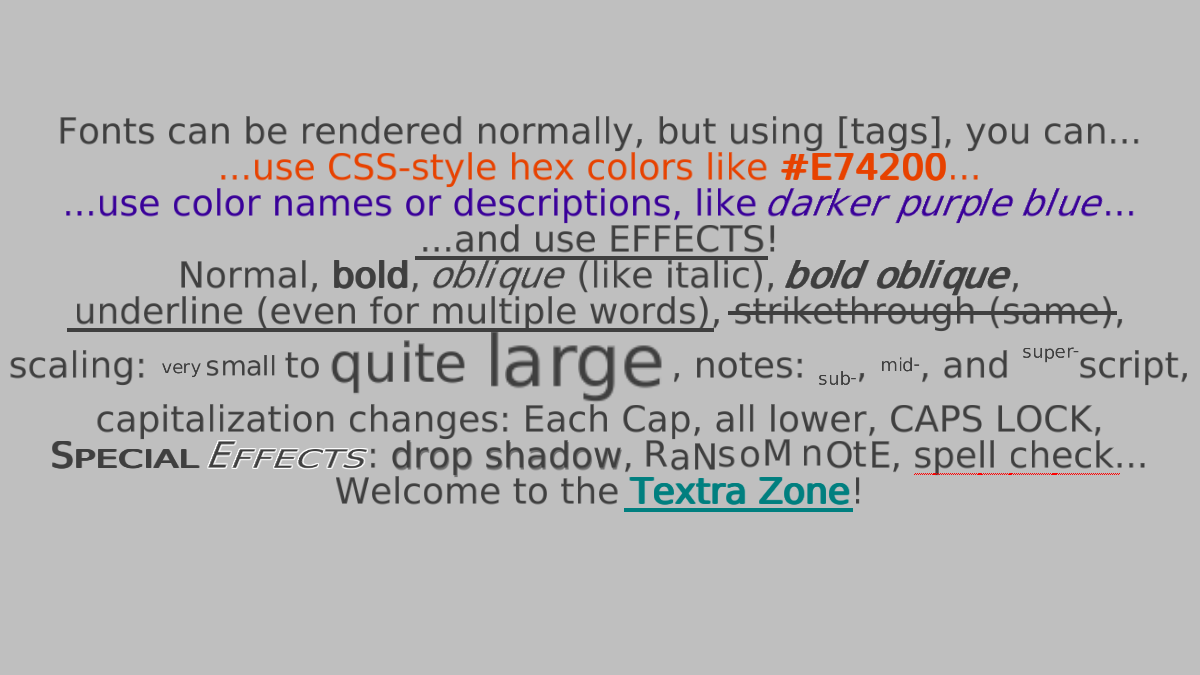 Fonts can be rendered normally, but using [tags], you can...
...use CSS-style hex colors like #E74200...
...use color names or descriptions, like darker purple blue...
...and use EFFECTS!
Normal, bold, oblique (like italic), bold oblique,
underline (even for multiple words), strikethrough (same),
scaling: very small to quite large, notes: sub-, mid-, and super-script,
capitalization changes: Each Cap, all lower, CAPS LOCK,
SPECIAL EFFECTS: drop shadow, RaNsoM nOtE, spell check...
Welcome to the Textra Zone!